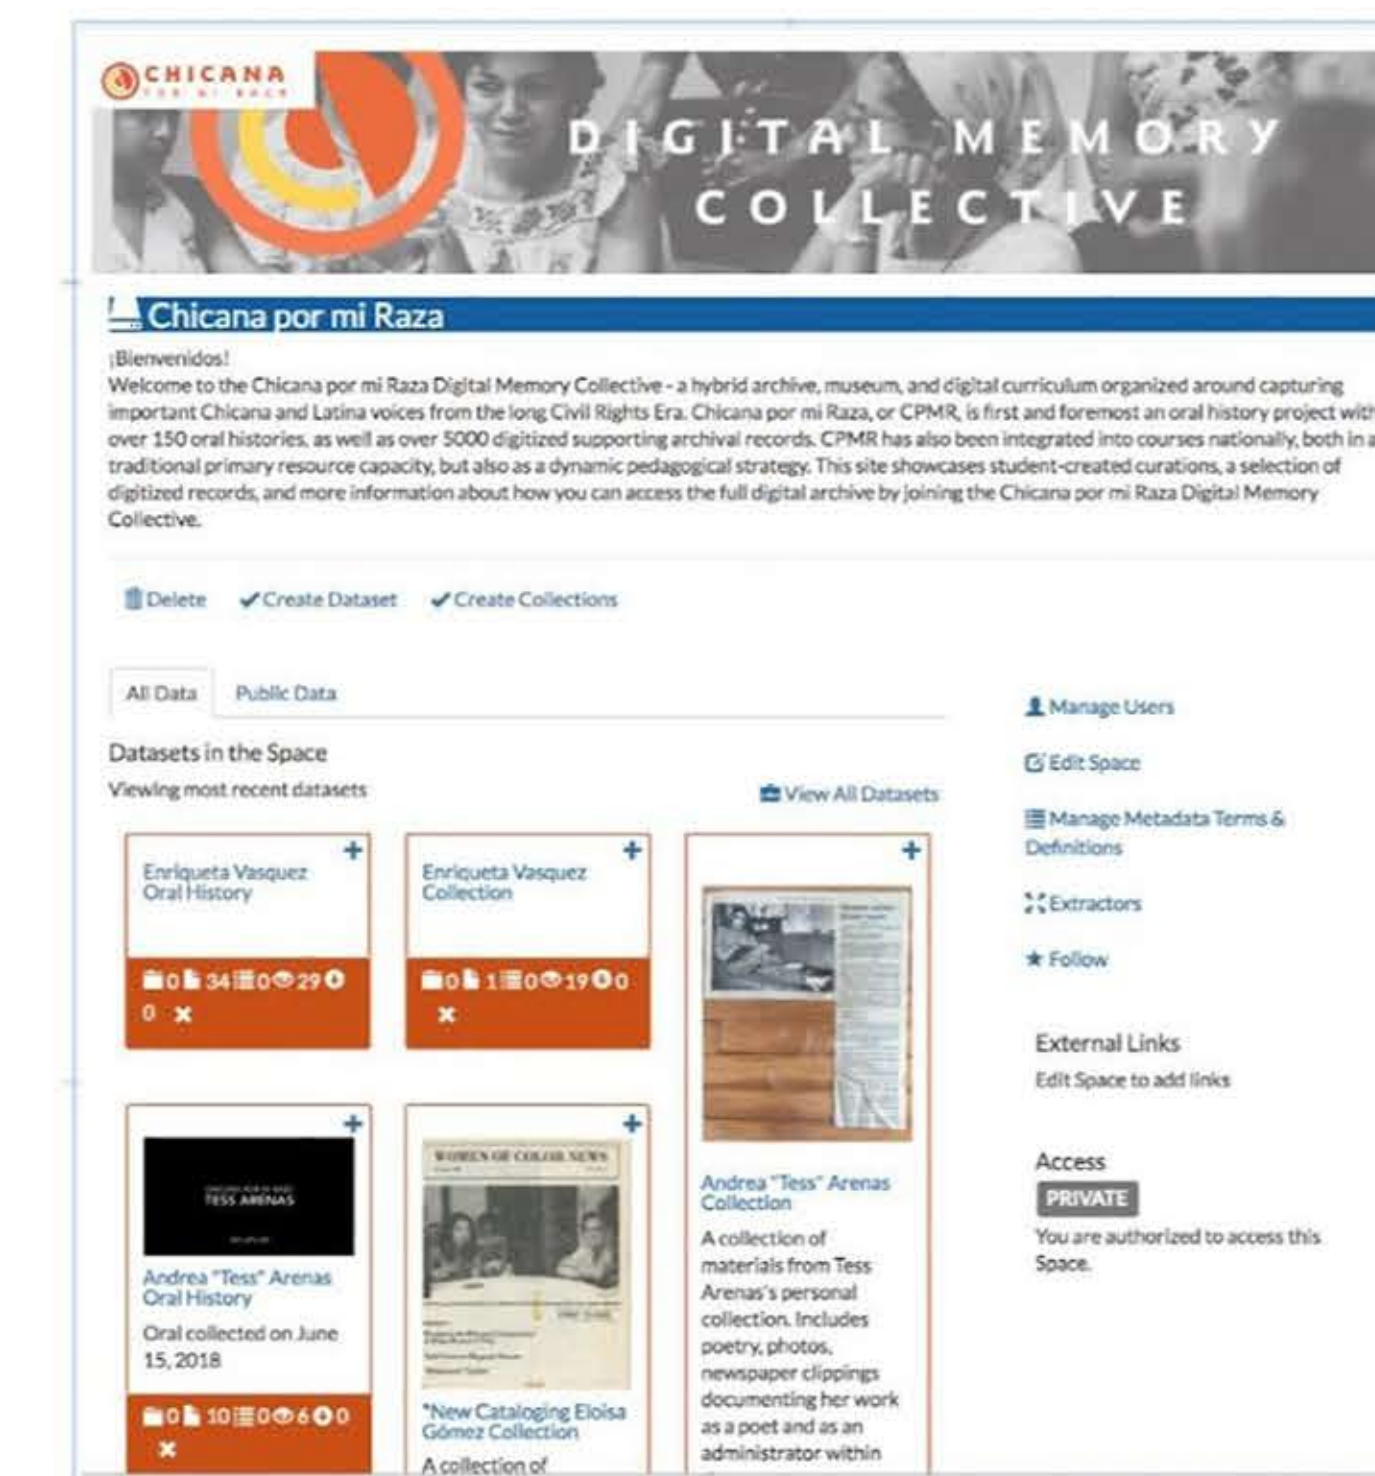 CHICANA
POR MI RAZA
DIGITAL MEMORY
COLLECTIVE
Chicana por mi Raza
¡Bienvenidos!
Welcome to the Chicana por mi Raza Digital Memory Collective - a hybrid archive, museum, and digital curriculum organized around capturing
important Chicana and Latina voices from the long Civil Rights Era. Chicana por mi Raza, or CPMR, is first and foremost an oral history project with
over 150 oral histories, as well as over 5000 digitized supporting archival records. CPMR has also been integrated into courses nationally, both in a
traditional primary resource capacity, but also as a dynamic pedagogical strategy. This site showcases student-created curations, a selection of
digitized records, and more information about how you can access the full digital archive by joining the Chicana por mi Raza Digital Memory
Collective.
Delete Create Dataset Create Collections
All Data Public Data
Datasets in the Space
Viewing most recent datasets
View All Datasets
Enriqueta Vasquez
Oral History
0 34 0 29
0
Enriqueta Vasquez
Collection
0 1 0 19 0
Andrea "Tess" Arenas
Collection
A collection of
materials from Tess
Arenas's personal
collection. Includes
poetry, photos,
newspaper clippings
documenting her work
as a poet and as an
administrator within
TESS ARENAS
Andrea "Tess" Arenas
Oral History
Oral collected on June
15, 2018
0 10 0 6 0
WOMEN OF COLOR NEWS
*New Cataloging Eloisa
Gómez Collection
A collection of
Manage Users
Edit Space
Manage Metadata Terms &
Definitions
Extractors
Follow
External Links
Edit Space to add links
Access
PRIVATE
You are authorized to access this
Space.